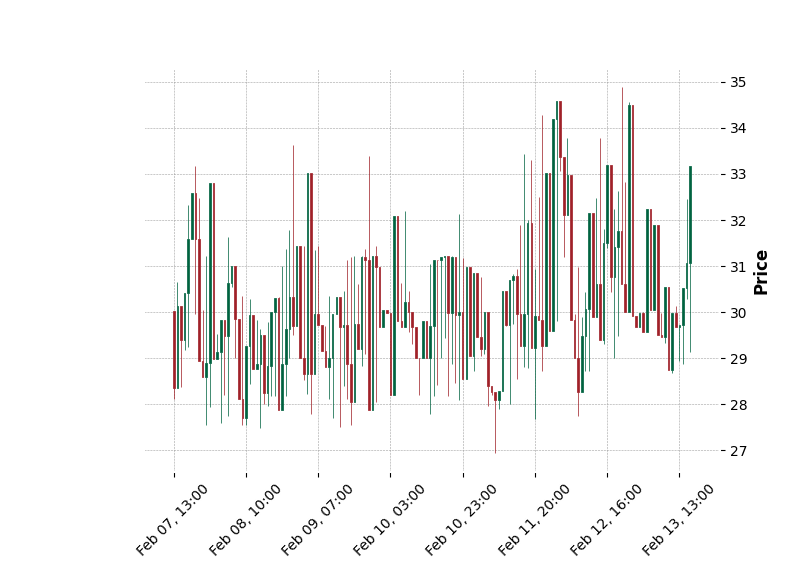 35
34
33
32
31
30
29
28
27
Price
Feb 07, 13:00
Feb 08, 10:00
Feb 09, 07:00
Feb 10, 03:00
Feb 10, 23:00
Feb 11, 20:00
Feb 12, 16:00
Feb 13, 13:00